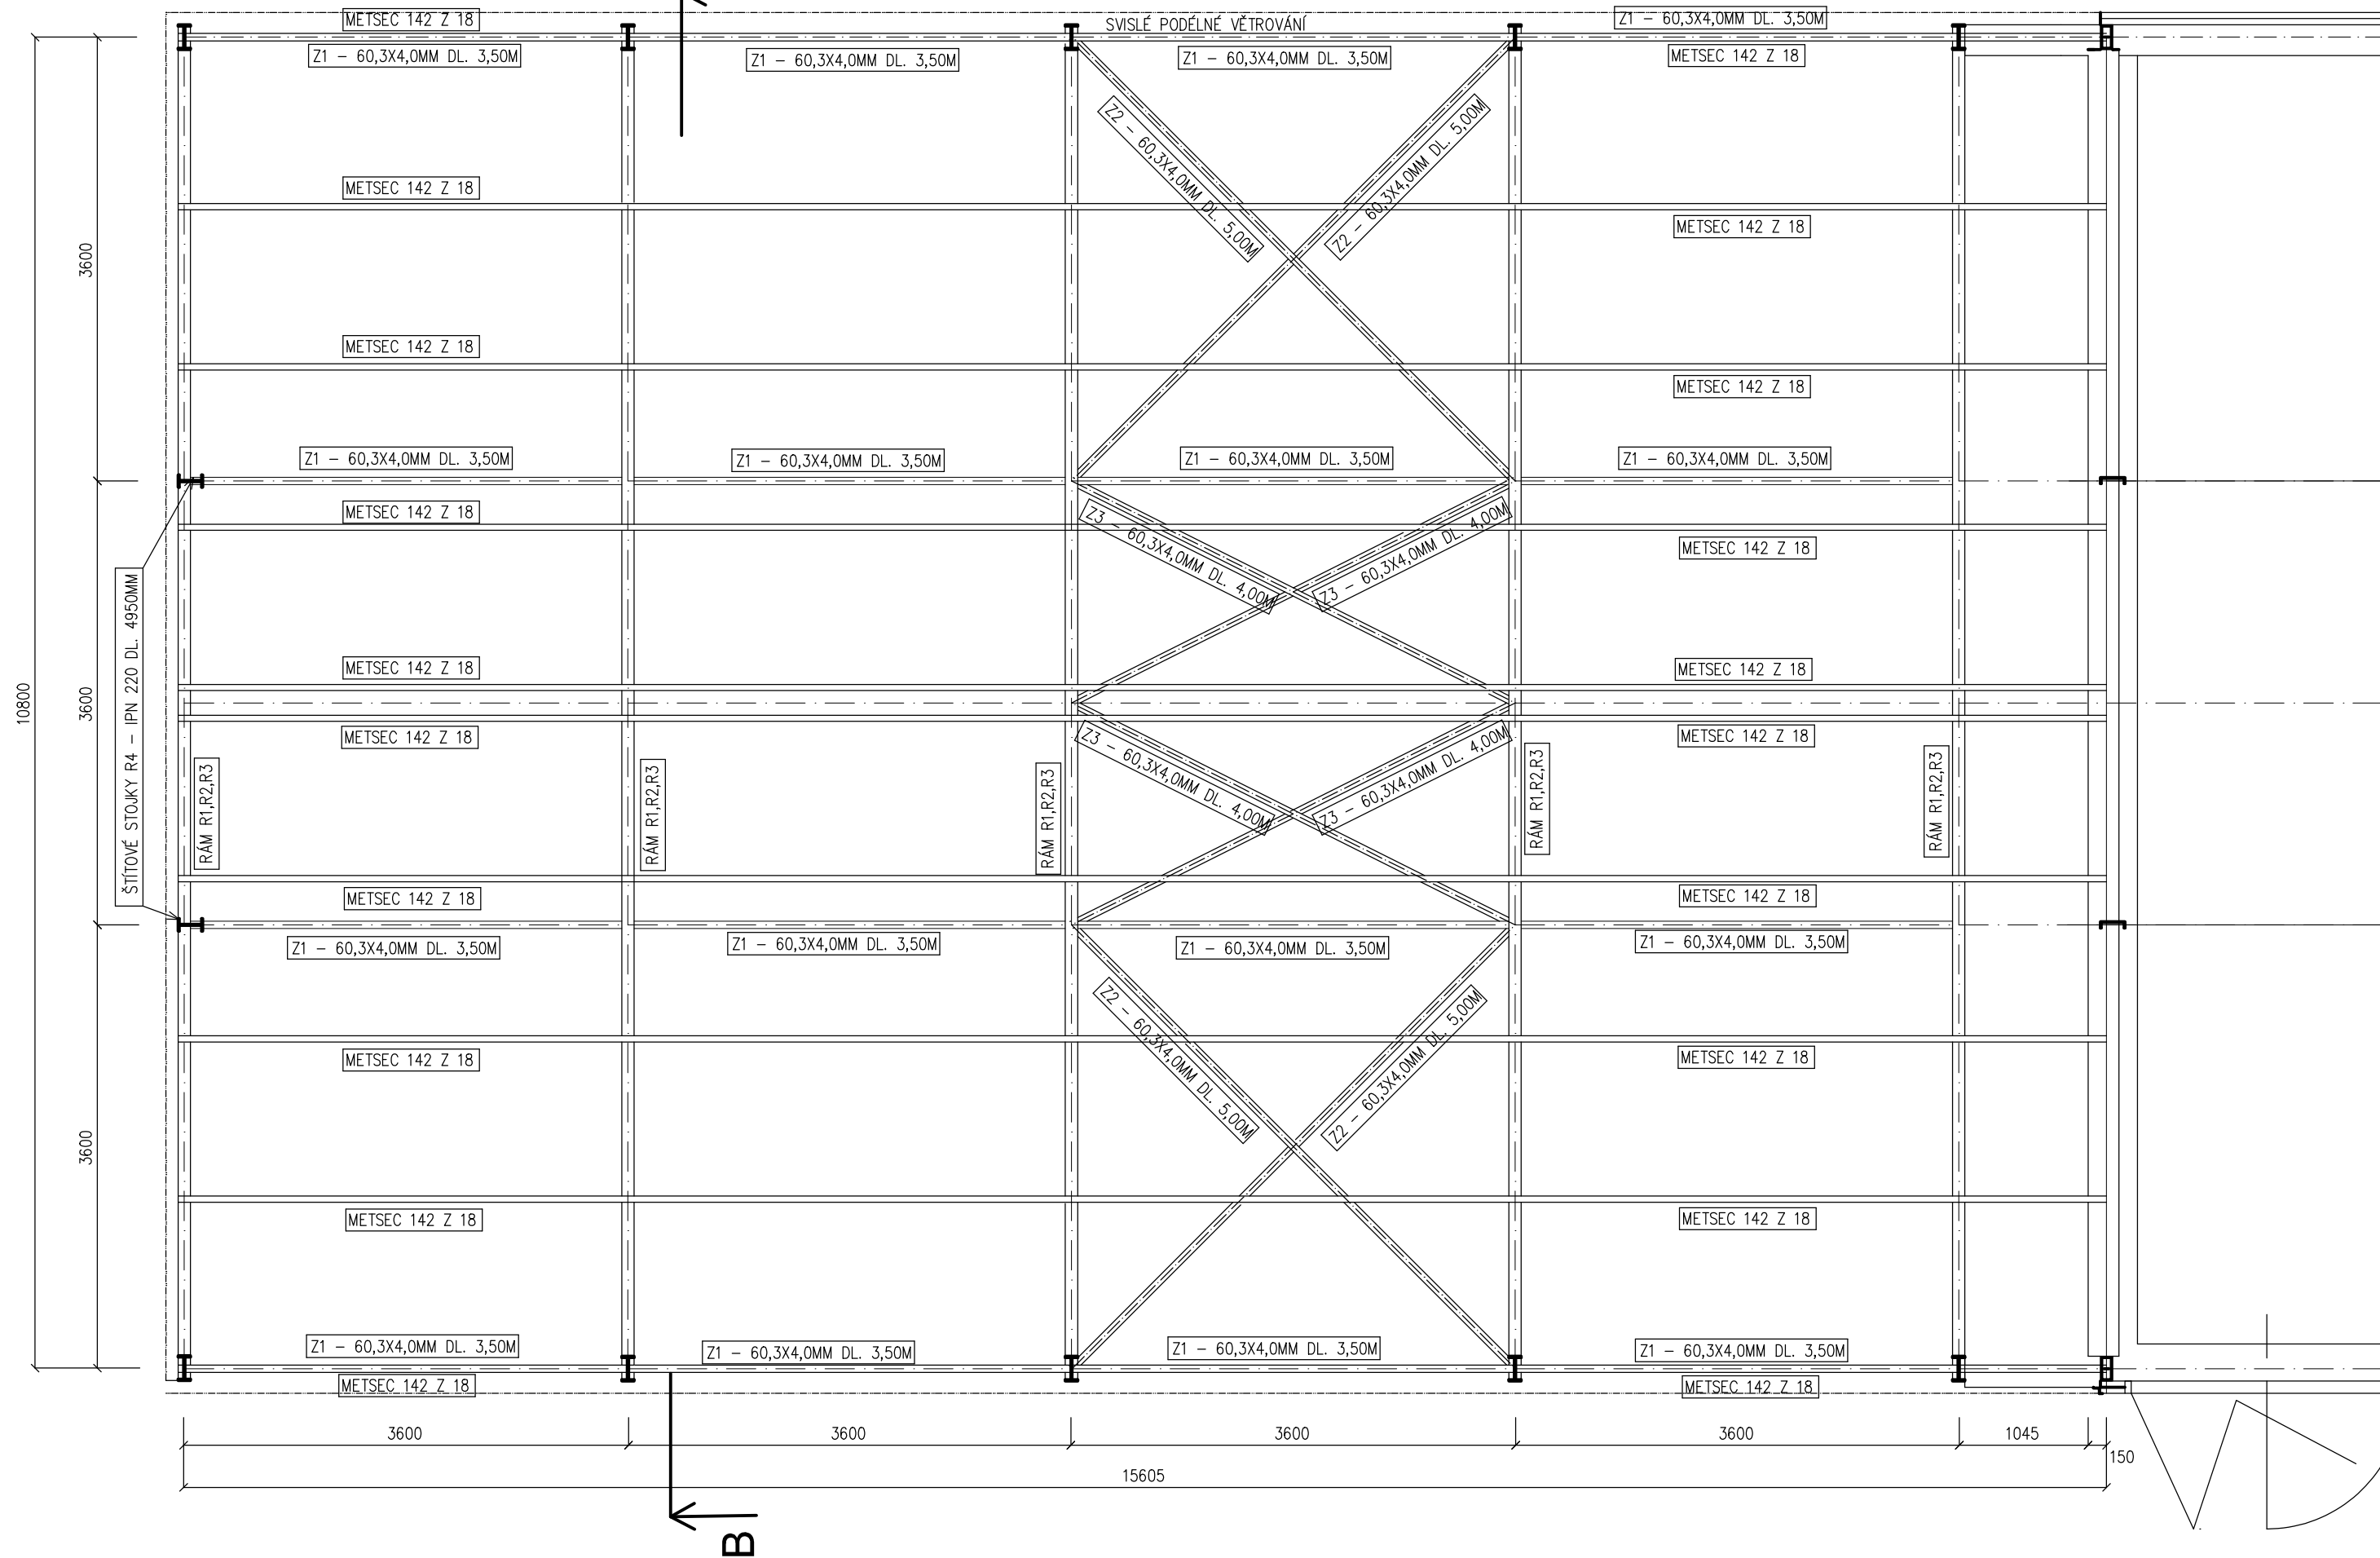 METSEC 142 Z 18
SVISLÉ PODÉLNÉ VĚTROVÁNÍ
Z1 – 60,3X4,0MM DL. 3,50M
Z1 – 60,3X4,0MM DL. 3,50M
Z1 – 60,3X4,0MM DL. 3,50M
Z1 – 60,3X4,0MM DL. 3,50M
METSEC 142 Z 18
Z2 – 60,3X4,0MM DL. 5,00M
Z2 – 60,3X4,0MM DL. 5,00M
METSEC 142 Z 18
METSEC 142 Z 18
3600
METSEC 142 Z 18
METSEC 142 Z 18
Z1 – 60,3X4,0MM DL. 3,50M
Z1 – 60,3X4,0MM DL. 3,50M
Z1 – 60,3X4,0MM DL. 3,50M
Z1 – 60,3X4,0MM DL. 3,50M
METSEC 142 Z 18
Z3 – 60,3X4,0MM DL. 4,00M
Z3 – 60,3X4,0MM DL. 4,00M
METSEC 142 Z 18
ŠTÍTOVÉ STOJKY R4 – IPN 220 DL. 4950MM
METSEC 142 Z 18
METSEC 142 Z 18
10800
3600
METSEC 142 Z 18
Z3 – 60,3X4,0MM DL. 4,00M
Z3 – 60,3X4,0MM DL. 4,00M
METSEC 142 Z 18
RÁM R1,R2,R3
RÁM R1,R2,R3
RÁM R1,R2,R3
RÁM R1,R2,R3
RÁM R1,R2,R3
METSEC 142 Z 18
METSEC 142 Z 18
Z1 – 60,3X4,0MM DL. 3,50M
Z1 – 60,3X4,0MM DL. 3,50M
Z1 – 60,3X4,0MM DL. 3,50M
Z1 – 60,3X4,0MM DL. 3,50M
Z2 – 60,3X4,0MM DL. 5,00M
Z2 – 60,3X4,0MM DL. 5,00M
METSEC 142 Z 18
METSEC 142 Z 18
3600
METSEC 142 Z 18
METSEC 142 Z 18
Z1 – 60,3X4,0MM DL. 3,50M
Z1 – 60,3X4,0MM DL. 3,50M
Z1 – 60,3X4,0MM DL. 3,50M
Z1 – 60,3X4,0MM DL. 3,50M
METSEC 142 Z 18
METSEC 142 Z 18
3600
3600
3600
3600
1045
150
15605
B